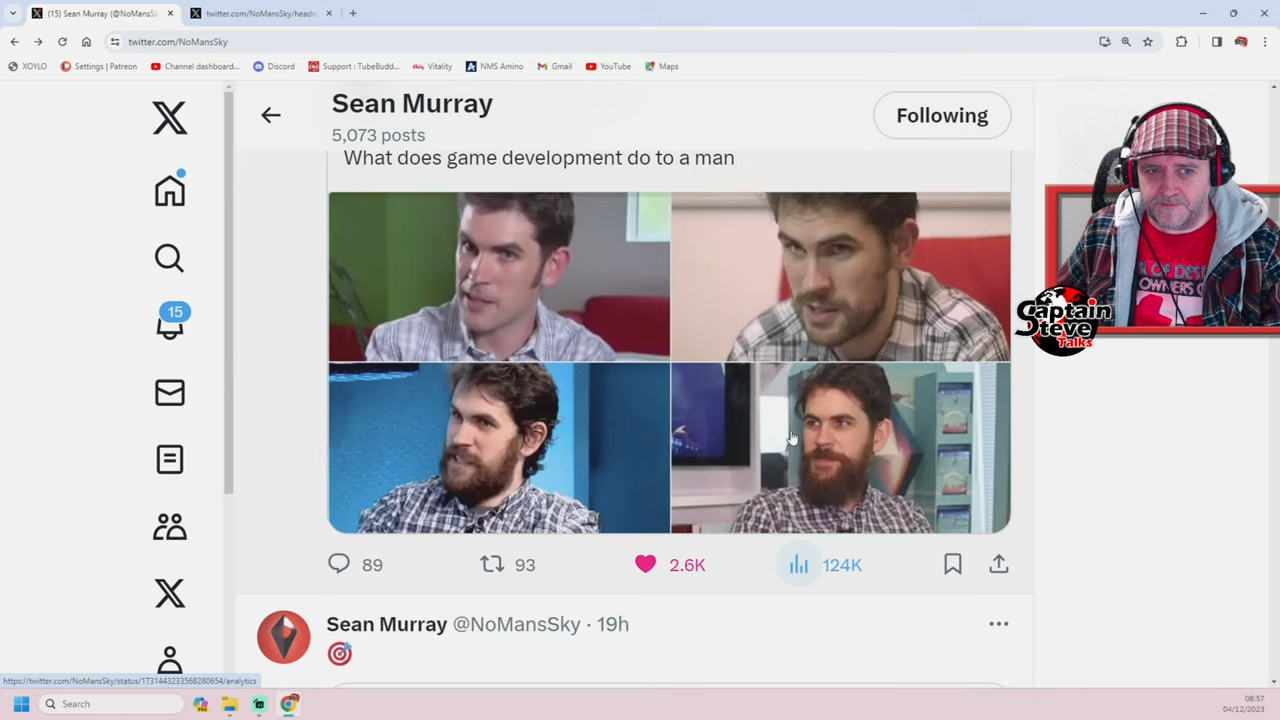 (15) Sean Murray (@NoMansSk
twitter.com/NoMansSky/heade
twitter.com/NoMansSky
XOYLO
Settings | Patreon
Channel dashboard...
Discord
Support : TubeBudd...
Vitality
NMS Amino
Gmail
YouTube
Maps
Sean Murray
5,073 posts
Following
What does game development do to a man
15
89
93
2.6K
124K
Sean Murray @NoMansSky · 19h
Captain
Steve
Talks
OWNERS
https://twitter.com/NoMansSky/status/1731443233568280654/analytics
Search
08:57
04/12/2023